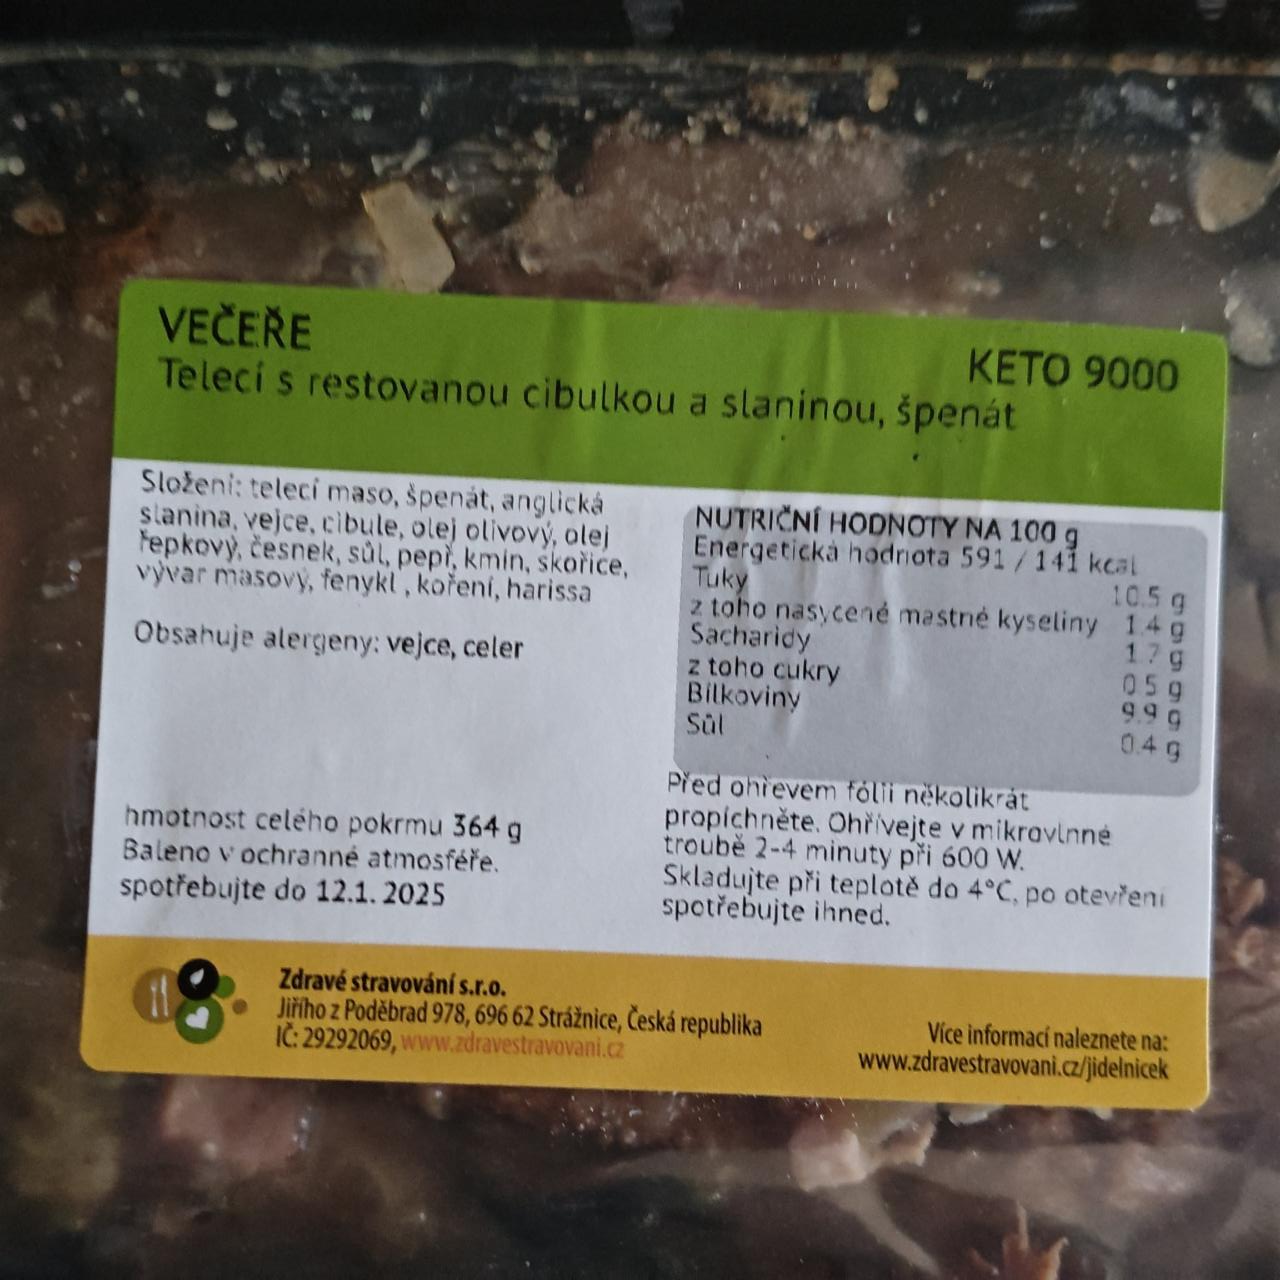 VEČEŘE
KETO 9000
Telecí s restovanou cibulkou a slaninou, špenát
Složení: telecí maso, špenát, anglická
slanina, vejce, cibule, olej olivový, olej
řepkový, česnek, sůl, pepř, kmín, skořice,
vývar masový, fenykl , koření, harissa
Obsahuje alergeny: vejce, celer
hmotnost celého pokrmu 364 g
Baleno v ochranné atmosféře.
spotřebujte do 12.1. 2025
NUTRIČNÍ HODNOTY NA 100 g
Energetická hodnota 591 / 141 kcal
Tuky 10.5 g
z toho nasycené mastné kyseliny 1.4 g
Sacharidy 1.7 g
z toho cukry 0.5 g
Bílkoviny 9.9 g
Sůl 0.4 g
Před ohřevem fólii několikrát
propíchněte. Ohřívejte v mikrovlnné
troubě 2-4 minuty při 600 W.
Skladujte při teplotě do 4°C, po otevření
spotřebujte ihned.
Zdravé stravování s.r.o.
Jiřího z Poděbrad 978, 696 62 Strážnice, Česká republika
IČ: 29292069, www.zdravestravovani.cz
Více informací naleznete na:
www.zdravestravovani.cz/jidelnicek